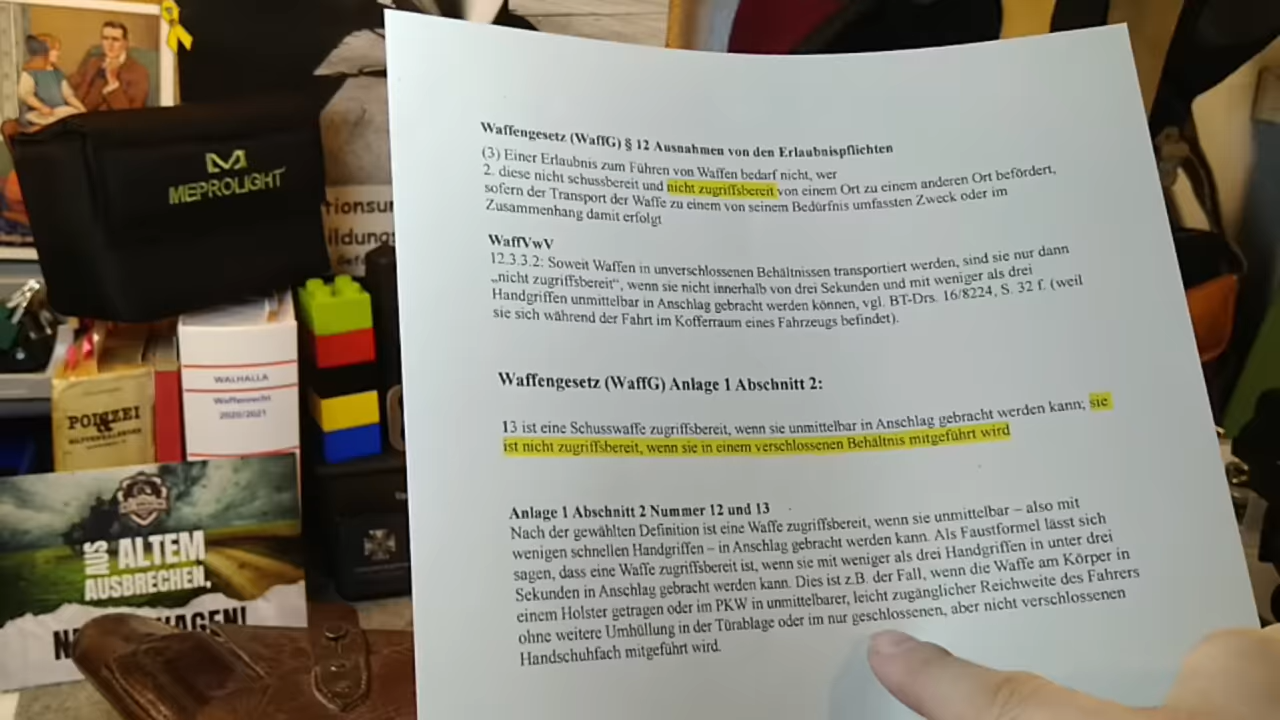 MEPROLIGHT
tionsu
ildung
WALHALLA
Waffenrecht
2020/2021
POLIZEI
AUS ALTEM
AUSBRECHEN,
Waffengesetz (WaffG) § 12 Ausnahmen von den Erlaubnispflichten
(3) Einer Erlaubnis zum Führen von Waffen bedarf nicht, wer
2. diese nicht schussbereit und nicht zugriffsbereit von einem Ort zu einem anderen Ort befördert,
sofern der Transport der Waffe zu einem von seinem Bedürfnis umfassten Zweck oder im
Zusammenhang damit erfolgt
WaffVwV
12.3.3.2: Soweit Waffen in unverschlossenen Behältnissen transportiert werden, sind sie nur dann
„nicht zugriffsbereit“, wenn sie nicht innerhalb von drei Sekunden und mit weniger als drei
Handgriffen unmittelbar in Anschlag gebracht werden können, vgl. BT-Drs. 16/8224, S. 32 f. (weil
sie sich während der Fahrt im Kofferraum eines Fahrzeugs befindet).
Waffengesetz (WaffG) Anlage 1 Abschnitt 2:
13 ist eine Schusswaffe zugriffsbereit, wenn sie unmittelbar in Anschlag gebracht werden kann; sie
ist nicht zugriffsbereit, wenn sie in einem verschlossenen Behältnis mitgeführt wird
Anlage 1 Abschnitt 2 Nummer 12 und 13
Nach der gewählten Definition ist eine Waffe zugriffsbereit, wenn sie unmittelbar – also mit
wenigen schnellen Handgriffen – in Anschlag gebracht werden kann. Als Faustformel lässt sich
sagen, dass eine Waffe zugriffsbereit ist, wenn sie mit weniger als drei Handgriffen in unter drei
Sekunden in Anschlag gebracht werden kann. Dies ist z.B. der Fall, wenn die Waffe am Körper in
einem Holster getragen oder im PKW in unmittelbarer, leicht zugänglicher Reichweite des Fahrers
ohne weitere Umhüllung in der Türablage oder im nur geschlossenen, aber nicht verschlossenen
Handschuhfach mitgeführt wird.